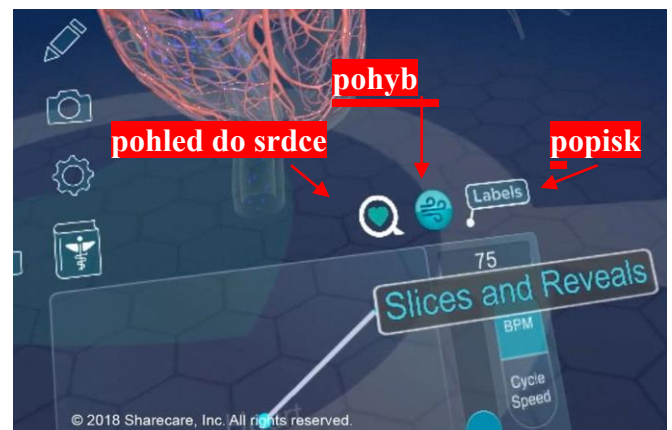 pohyb
pohled do srdce
popisk
Labels
75
Slices and Reveals
BPM
Cycle
Speed
© 2018 Sharecare, Inc. All rights reserved.